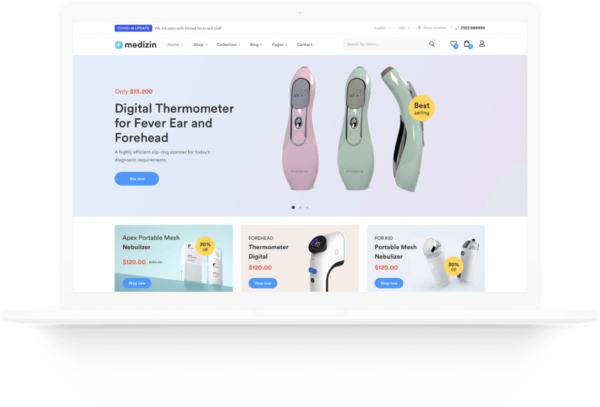 COVID-19 UPDATE We are open with limited hours and staff.
English USD Store location 0123 999999
medizin Home Shop Collection Blog Pages Contact Search for items...
Only $13.200
Digital Thermometer
for Fever Ear and
Forehead
A highly efficient slip-ring scanner for today's
diagnostic requirements.
Buy now
Best
selling
Apex Portable Mesh
Nebulizer
$120.00
20%
off
Shop now
FOREHEAD
Thermometer
Digital
$120.00
Shop now
FOR KID
Portable Mesh
Nebulizer
$120.00
20%
off
Shop now